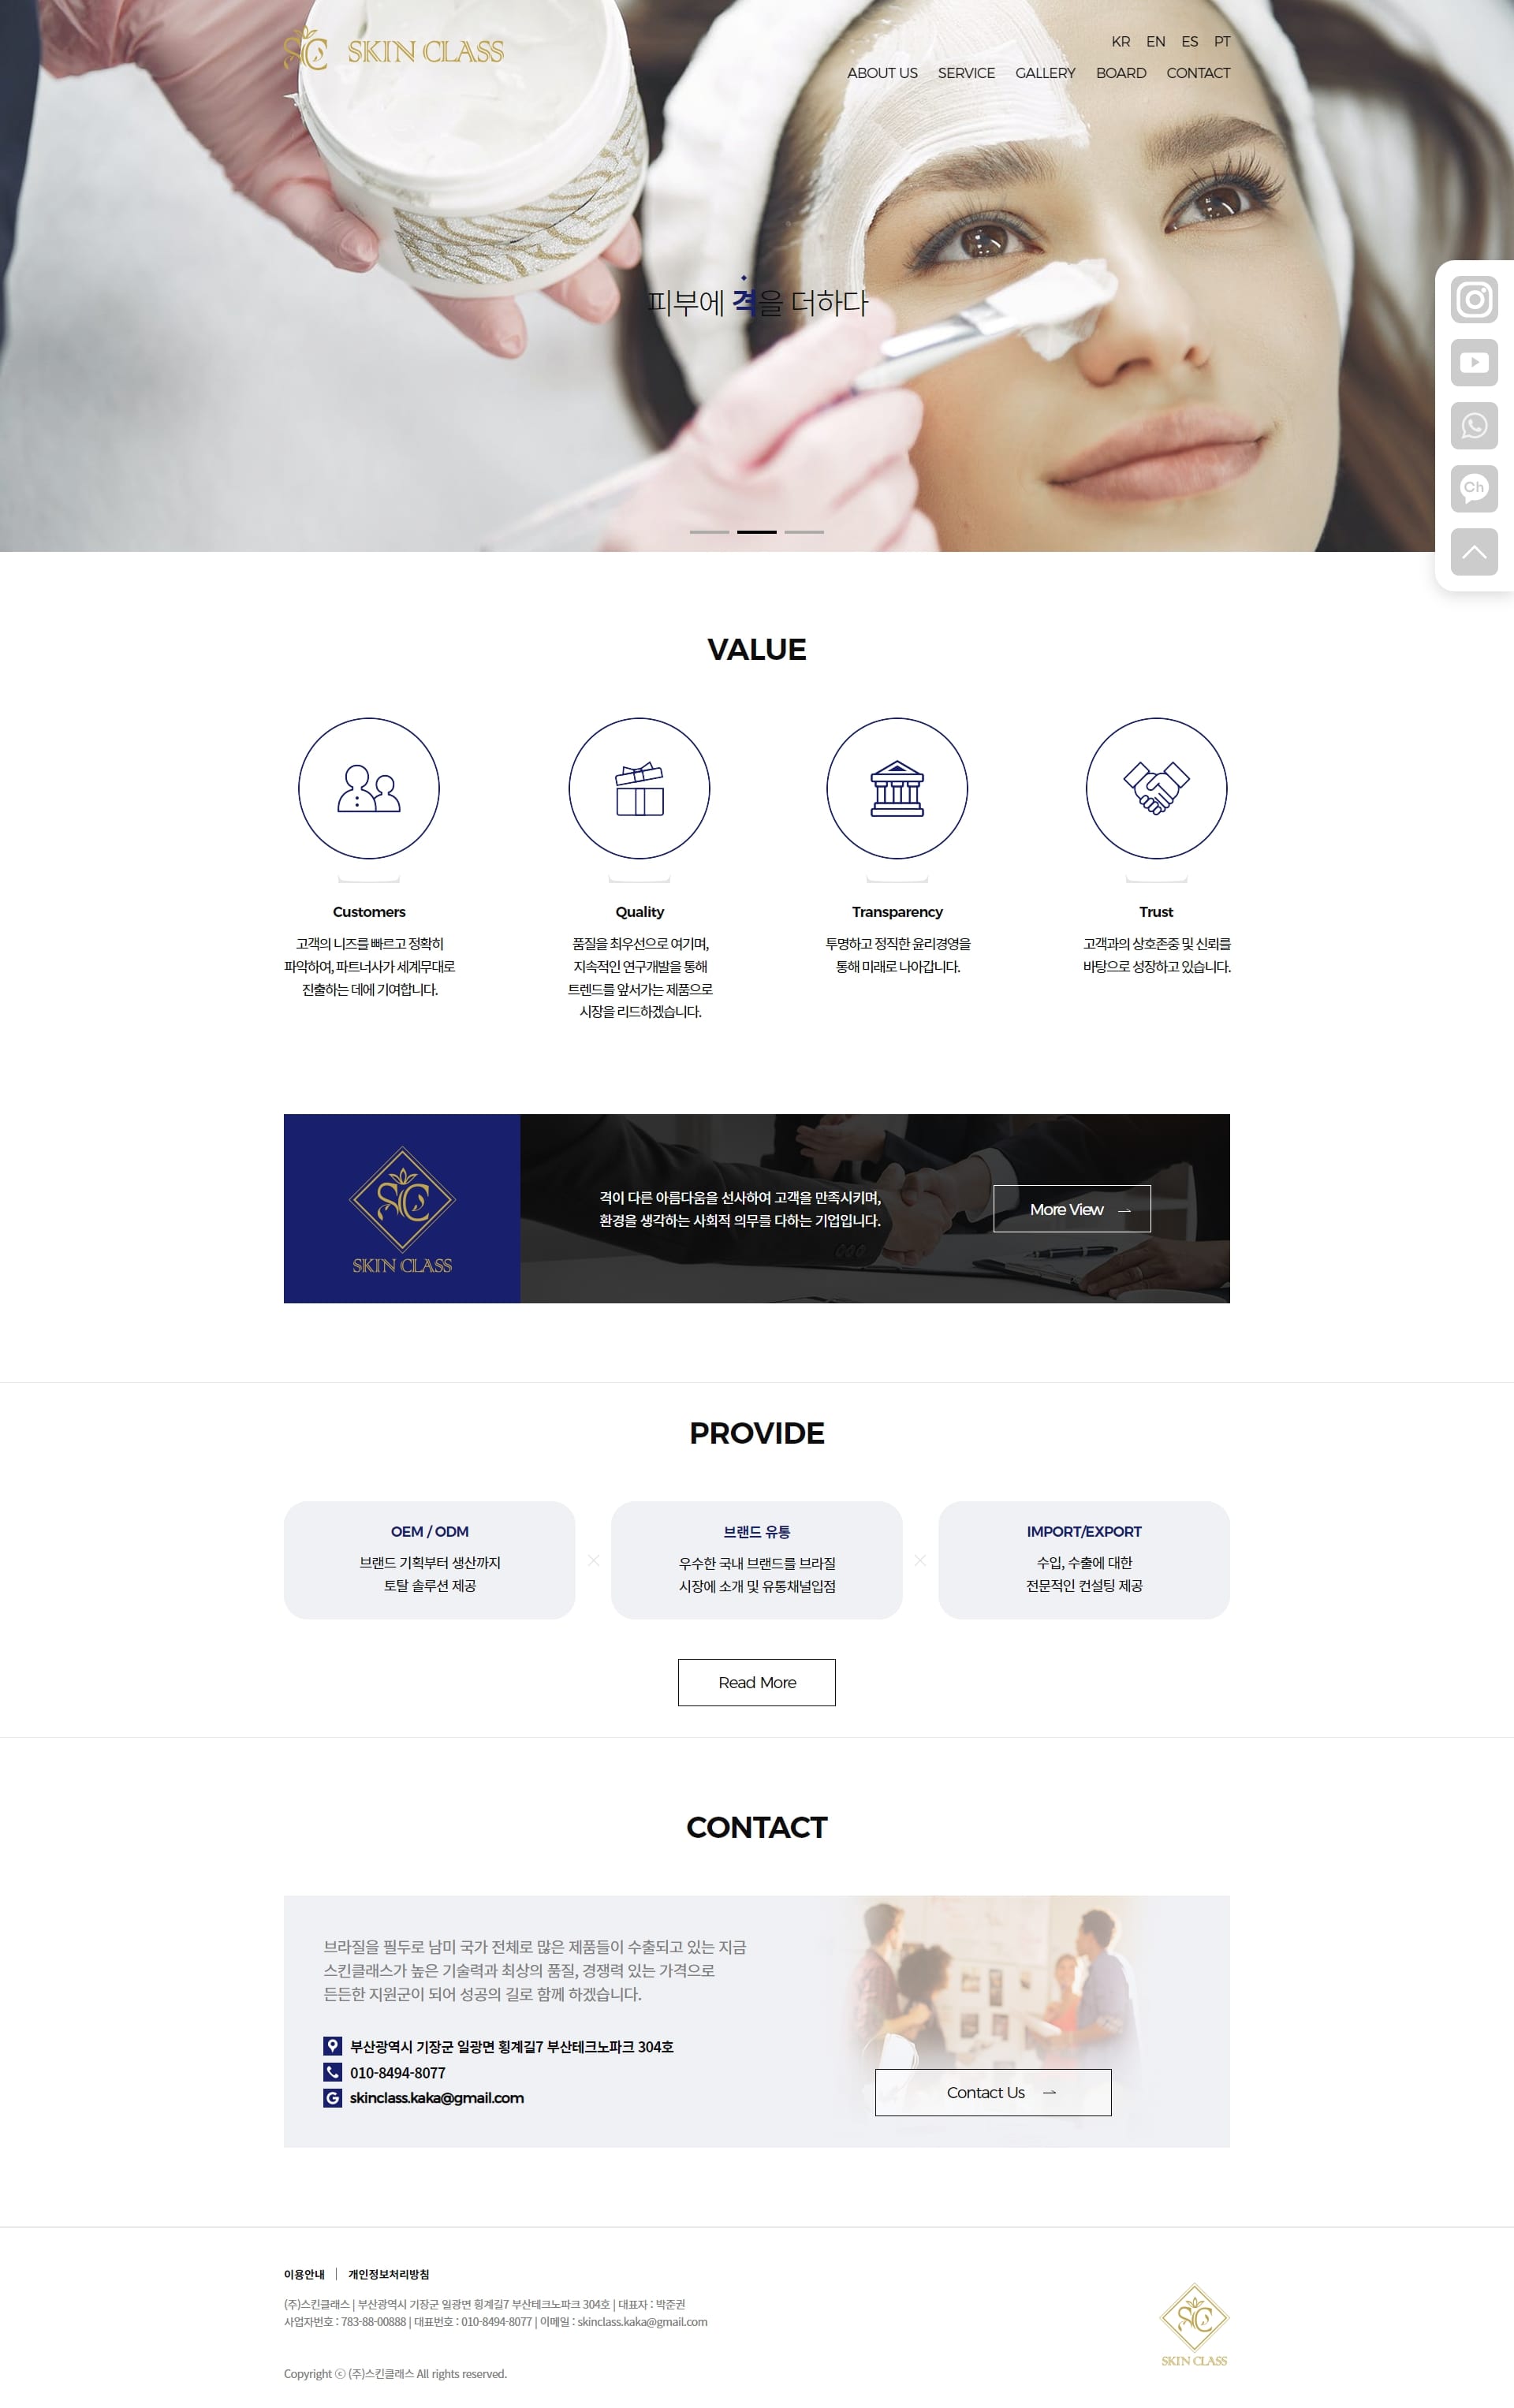 SC SKIN CLASS
KR EN ES PT
ABOUT US SERVICE GALLERY BOARD CONTACT
피부에 격을 더하다
Ch
VALUE
Customers
고객의 니즈를 빠르고 정확히
파악하여, 파트너사가 세계무대로
진출하는 데에 기여합니다.
Quality
품질을 최우선으로 여기며,
지속적인 연구개발을 통해
트렌드를 앞서가는 제품으로
시장을 리드하겠습니다.
Transparency
투명하고 정직한 윤리경영을
통해 미래로 나아갑니다.
Trust
고객과의 상호존중 및 신뢰를
바탕으로 성장하고 있습니다.
SC
SKIN CLASS
격이 다른 아름다움을 선사하여 고객을 만족시키며,
환경을 생각하는 사회적 의무를 다하는 기업입니다.
More View
PROVIDE
OEM / ODM
브랜드 기획부터 생산까지
토탈 솔루션 제공
브랜드 유통
우수한 국내 브랜드를 브라질
시장에 소개 및 유통채널입점
IMPORT/EXPORT
수입, 수출에 대한
전문적인 컨설팅 제공
Read More
CONTACT
브라질을 필두로 남미 국가 전체로 많은 제품들이 수출되고 있는 지금
스킨클래스가 높은 기술력과 최상의 품질, 경쟁력 있는 가격으로
든든한 지원군이 되어 성공의 길로 함께 하겠습니다.
부산광역시 기장군 일광면 횡계길7 부산테크노파크 304호
010-8494-8077
G skinclass.kaka@gmail.com
Contact Us
이용안내 | 개인정보처리방침
(주)스킨클래스 | 부산광역시 기장군 일광면 횡계길7 부산테크노파크 304호 | 대표자 : 박준권
사업자번호 : 783-88-00888 | 대표번호 : 010-8494-8077 | 이메일 : skinclass.kaka@gmail.com
Copyright ⓒ (주)스킨클래스 All rights reserved.
SC
SKIN CLASS